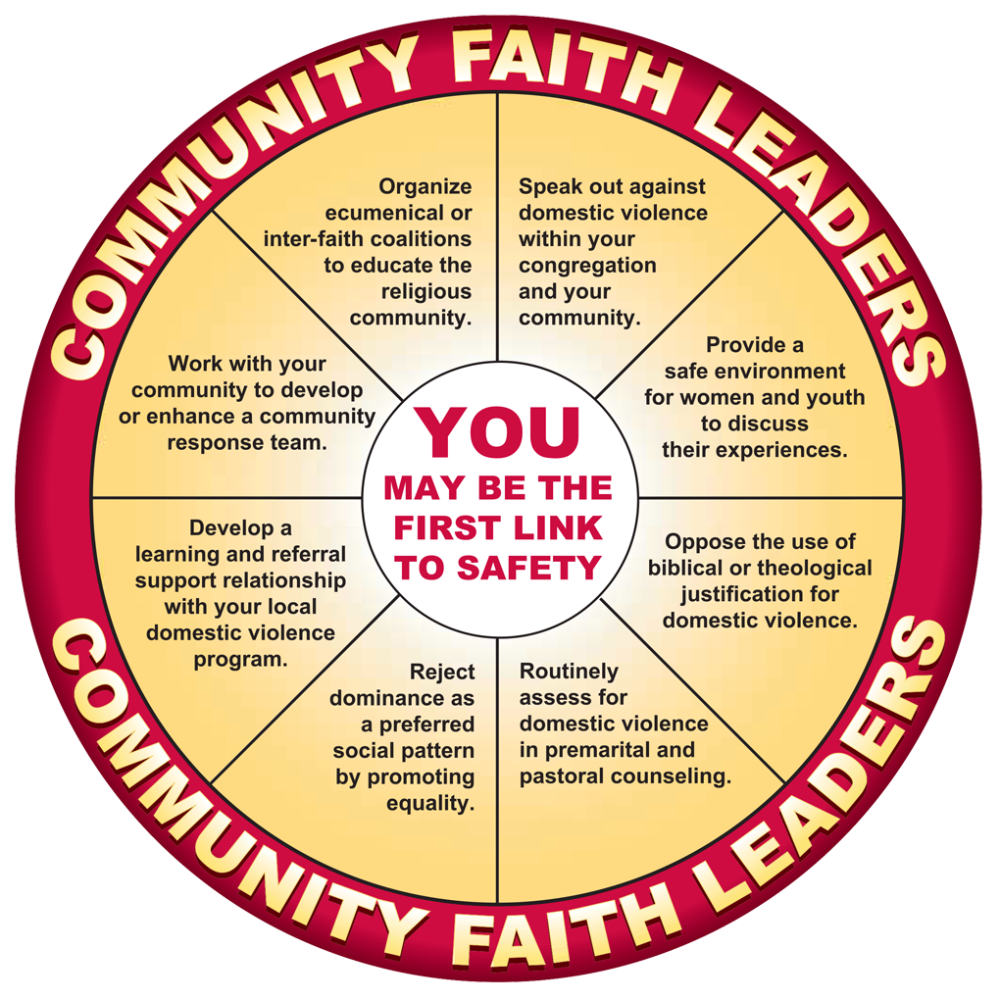 COMMUNITY FAITH LEADERS
Organize
ecumenical or
inter-faith coalitions
to educate the
religious
community.
Speak out against
domestic violence
within your
congregation
and your
community.
Provide a
safe environment
for women and youth
to discuss
their experiences.
Oppose the use of
biblical or theological
justification for
domestic violence.
Routinely
assess for
domestic violence
in premarital and
pastoral counseling.
Reject
dominance as
a preferred
social pattern
by promoting
equality.
Develop a
learning and referral
support relationship
with your local
domestic violence
program.
Work with your
community to develop
or enhance a community
response team.
YOU
MAY BE THE
FIRST LINK
TO SAFETY
COMMUNITY FAITH LEADERS